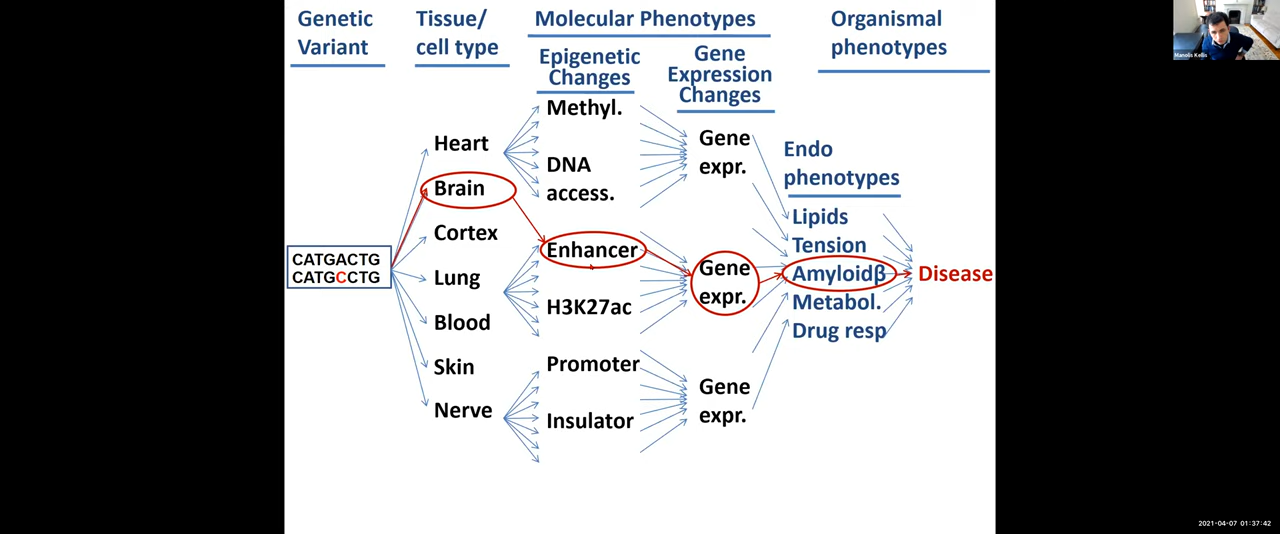 Genetic
Variant
Tissue/
cell type
Molecular Phenotypes
Organismal
phenotypes
Epigenetic
Changes
Gene
Expression
Changes
CATGACTG
CATGCCTG
Heart
Brain
Cortex
Lung
Blood
Skin
Nerve
Methyl.
DNA
access.
Enhancer
H3K27ac
Promoter
Insulator
Gene
expr.
Gene
expr.
Gene
expr.
Endo
phenotypes
Lipids
Tension
Amyloidβ
Metabol.
Drug resp
Disease
Manolis Kellis
2021-04-07 01:37:42